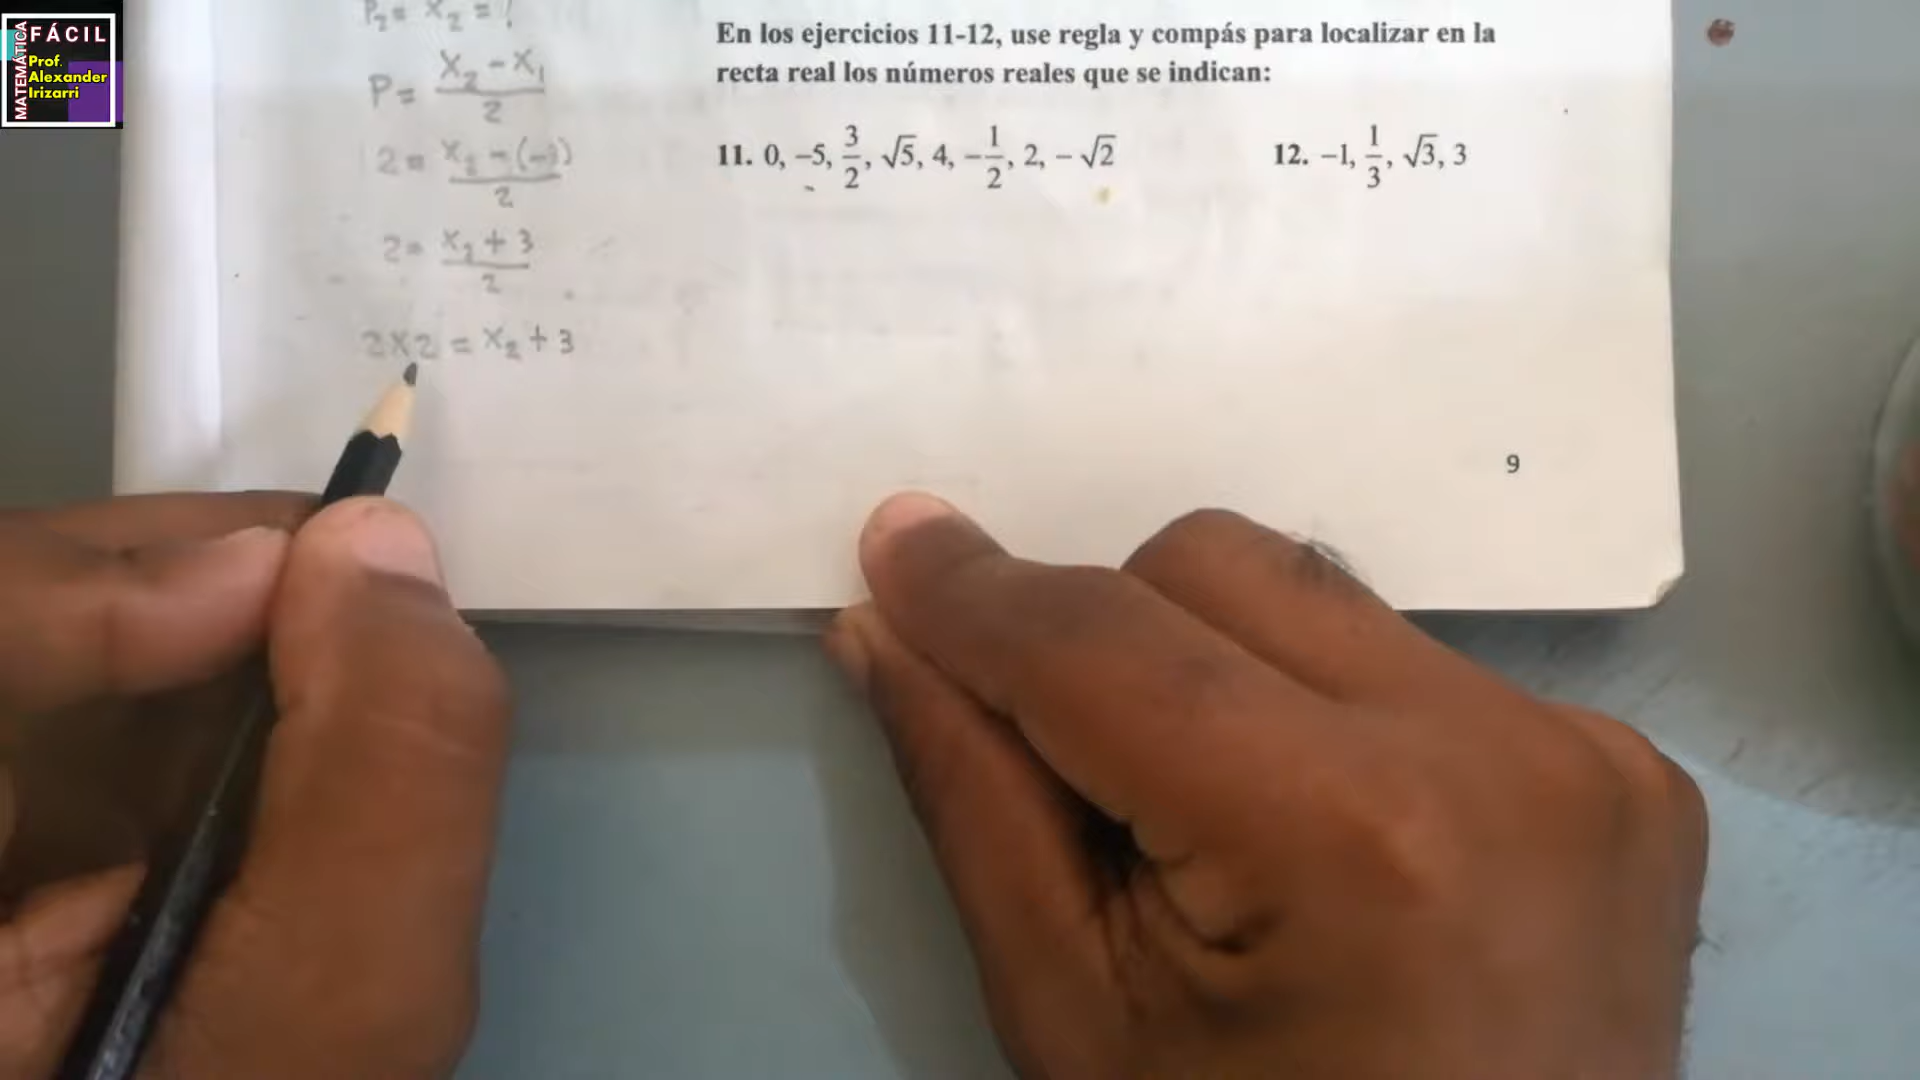 MATEMÁTICA
FÁCIL
Prof.
Alexander
Irizarri
P₂ = X₂ = ?
P = (X₂ - X₁)/2
2 = (X₂ - (-3))/2
2 = (X₂ + 3)/2
2X2 = X₂ + 3
En los ejercicios 11-12, use regla y compás para localizar en la
recta real los números reales que se indican:
11. 0, −5, 3/2, √5, 4, −1/2, 2, −√2
12. −1, 1/3, √3, 3
9